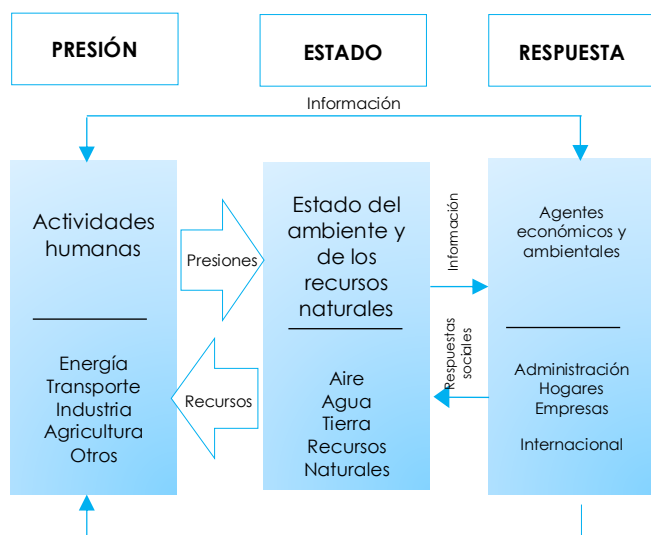 PRESIÓN
ESTADO
RESPUESTA
Información
Actividades
humanas
Energía
Transporte
Industria
Agricultura
Otros
Presiones
Recursos
Estado del
ambiente y
de los
recursos
naturales
Aire
Agua
Tierra
Recursos
Naturales
Información
Respuestas
sociales
Agentes
económicos y
ambientales
Administración
Hogares
Empresas
Internacional